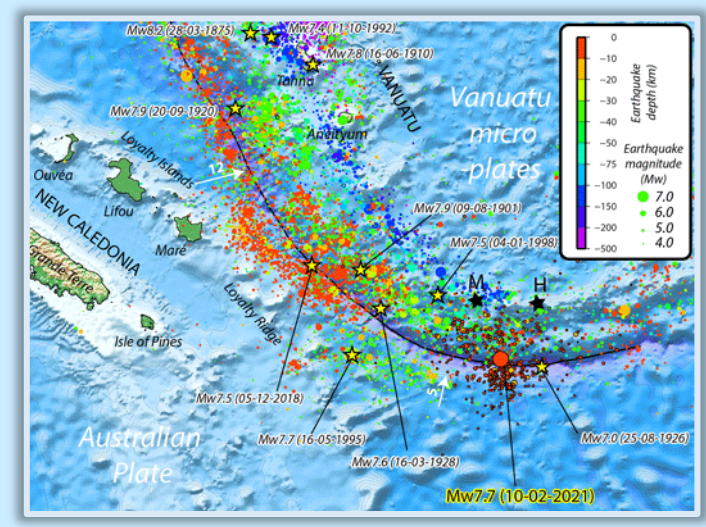 Mw8.2 (28-03-1875)
Mw7.4 (11-10-1992)
Mw7.8 (16-06-1910)
Tanna
VANUATU
Mw7.9 (20-09-1920)
Aneityum
Vanuatu
micro
-plates
0
-10
-20
-30
-40
-50
-75
-100
-150
-200
-500
Earthquake
depth (km)
Earthquake
magnitude
(Mw)
7.0
6.0
5.0
4.0
Loyalty Islands
12
Ouvéa
Lifou
Maré
NEW CALEDONIA
Grande Terre
Isle of Pines
Loyalty Ridge
Mw7.9 (09-08-1901)
Mw7.5 (04-01-1998)
M
H
5
Mw7.5 (05-12-2018)
Mw7.7 (16-05-1995)
Mw7.6 (16-03-1928)
Mw7.0 (25-08-1926)
Australian
Plate
Mw7.7 (10-02-2021)